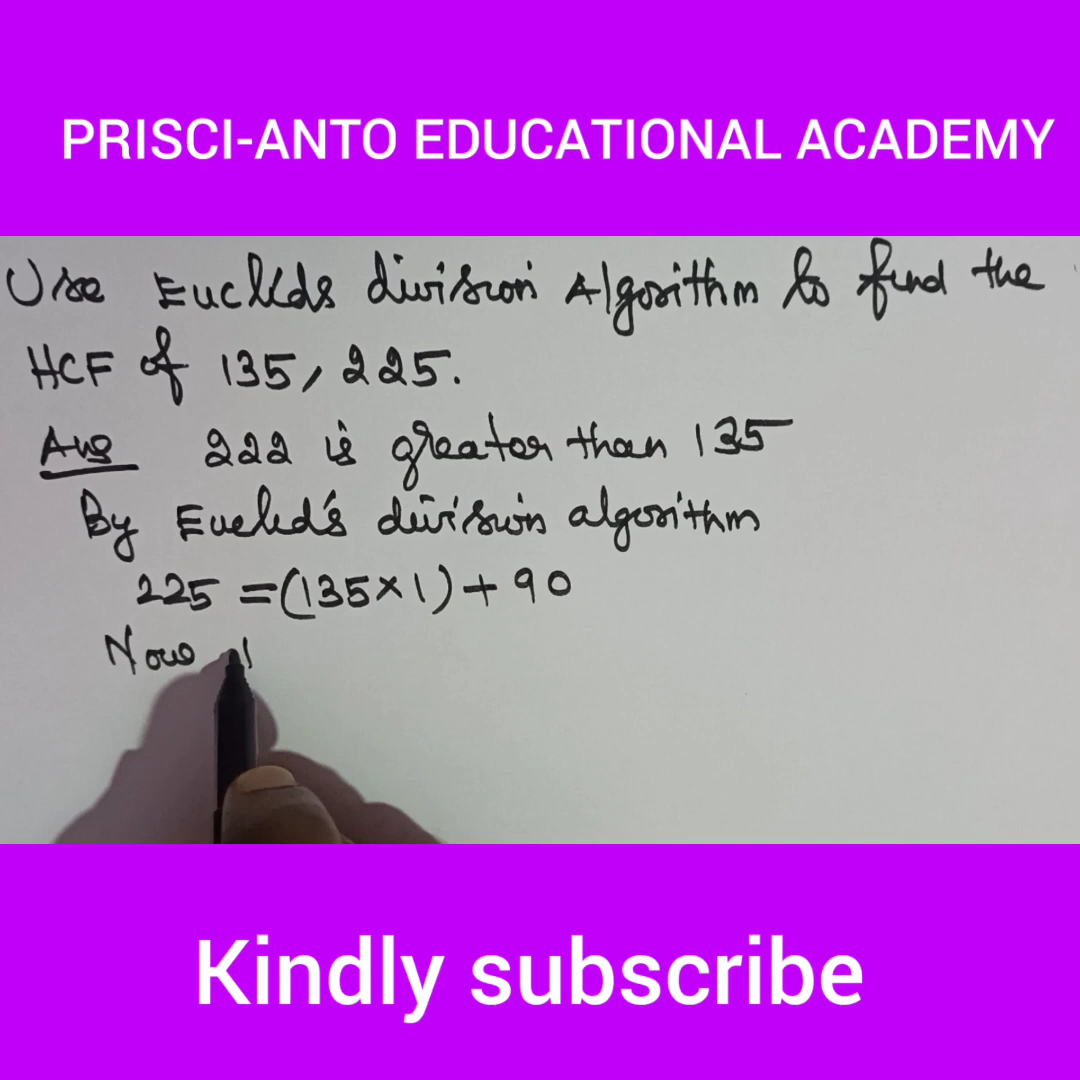 PRISCI-ANTO EDUCATIONAL ACADEMY
Use Euclids division Algorithm to find the
HCF of 135, 225.
Ans 222 is greater than 135
By Euclid's division algorithm
225 = (135 × 1) + 90
Now 1
Kindly subscribe